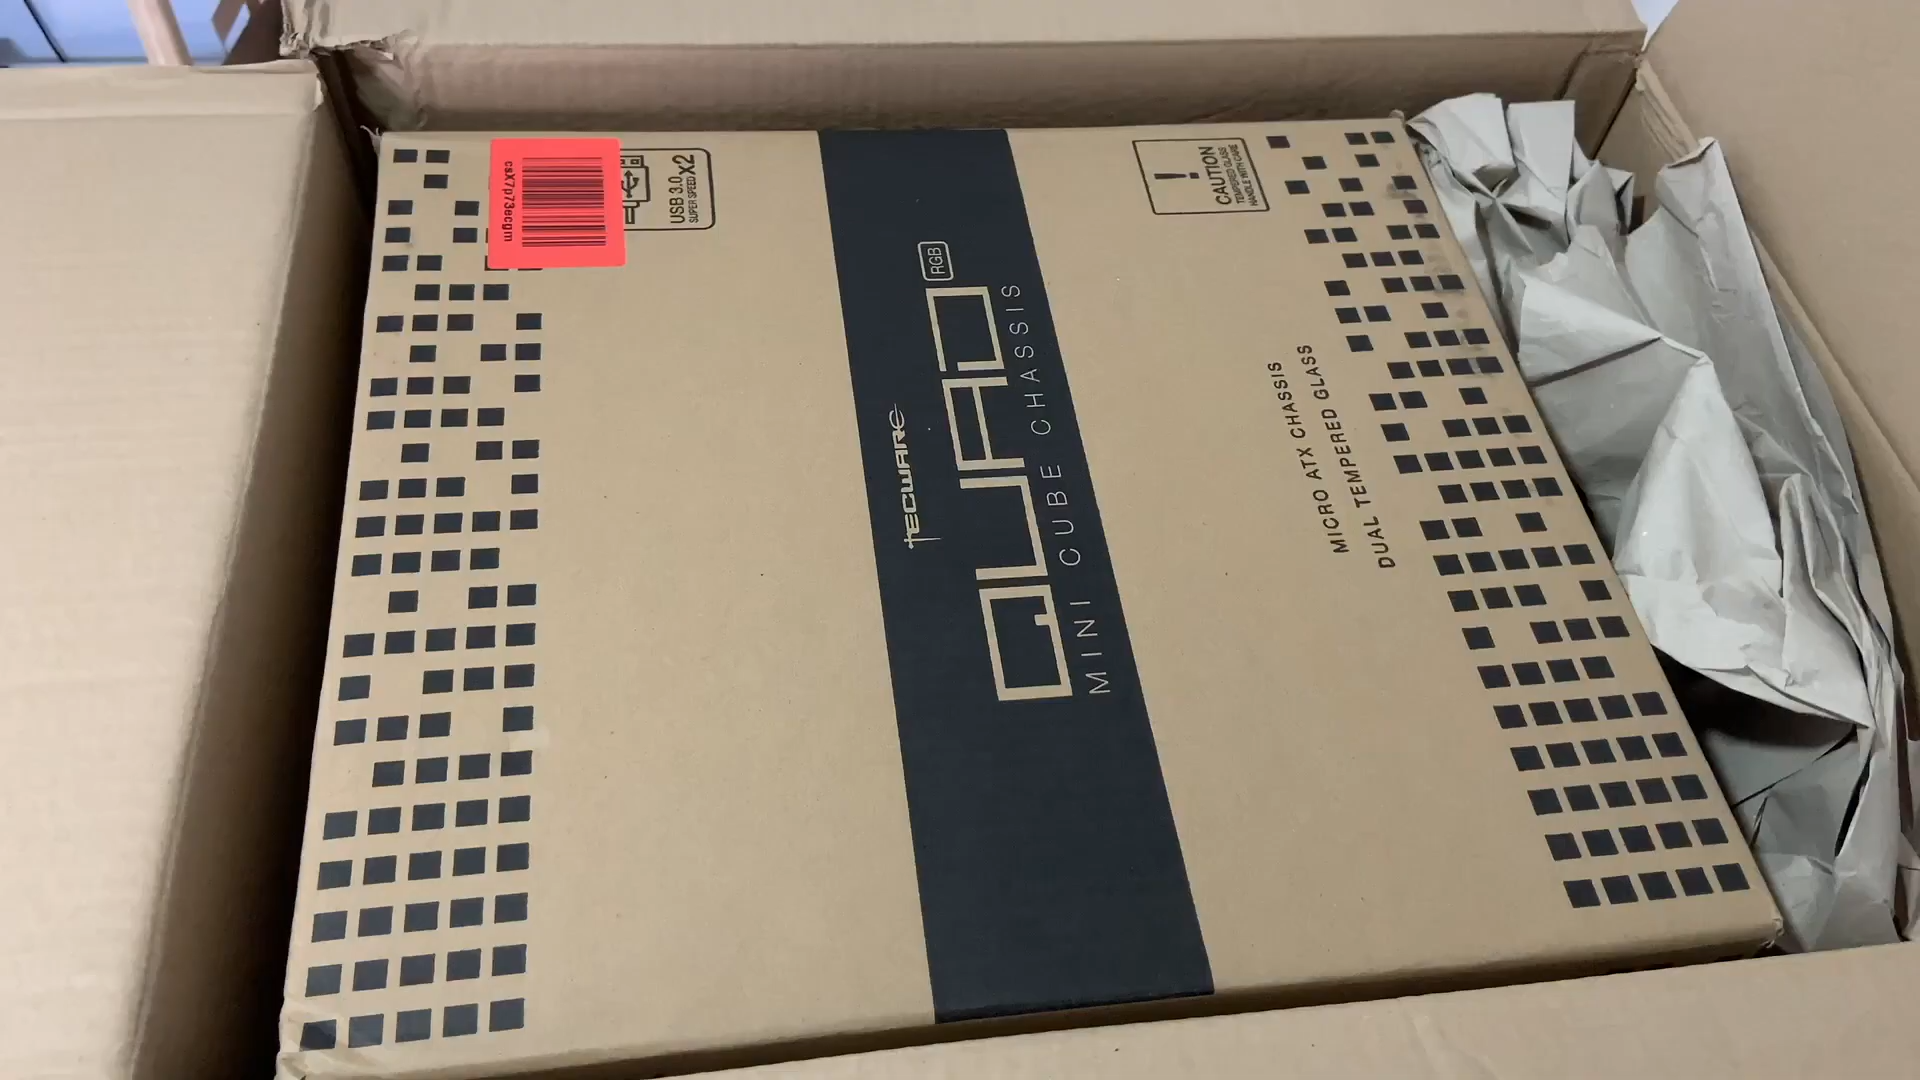 csX7p73ecgm
USB 3.0 X2
SUPER SPEED
TECWARE
QUAD RGB
MINI CUBE CHASSIS
!
CAUTION
TEMPERED GLASS
HANDLE WITH CARE
MICRO ATX CHASSIS
DUAL TEMPERED GLASS